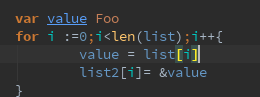 var value Foo
for i :=0;i<len(list);i++{
value = list[i]
list2[i]= &value
}